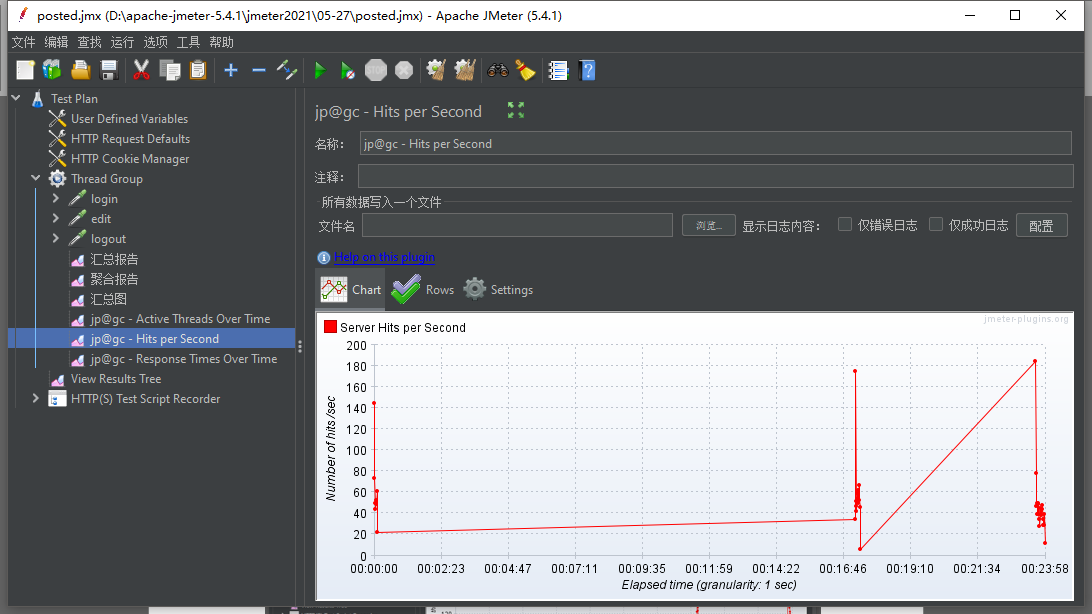 posted.jmx (D:\apache-jmeter-5.4.1\jmeter2021\05-27\posted.jmx) - Apache JMeter (5.4.1)
文件 编辑 查找 运行 选项 工具 帮助
STOP
Test Plan
User Defined Variables
HTTP Request Defaults
HTTP Cookie Manager
Thread Group
login
edit
logout
汇总报告
聚合报告
汇总图
jp@gc - Active Threads Over Time
jp@gc - Hits per Second
jp@gc - Response Times Over Time
View Results Tree
HTTP(S) Test Script Recorder
jp@gc - Hits per Second
名称： jp@gc - Hits per Second
注释：
所有数据写入一个文件
文件名 浏览... 显示日志内容： 仅错误日志 仅成功日志 配置
Help on this plugin
Chart Rows Settings
jmeter-plugins.org
Server Hits per Second
200
180
160
140
120
100
80
60
40
20
0
Number of hits /sec
00:00:00 00:02:23 00:04:47 00:07:11 00:09:35 00:11:59 00:14:22 00:16:46 00:19:10 00:21:34 00:23:58
Elapsed time (granularity: 1 sec)